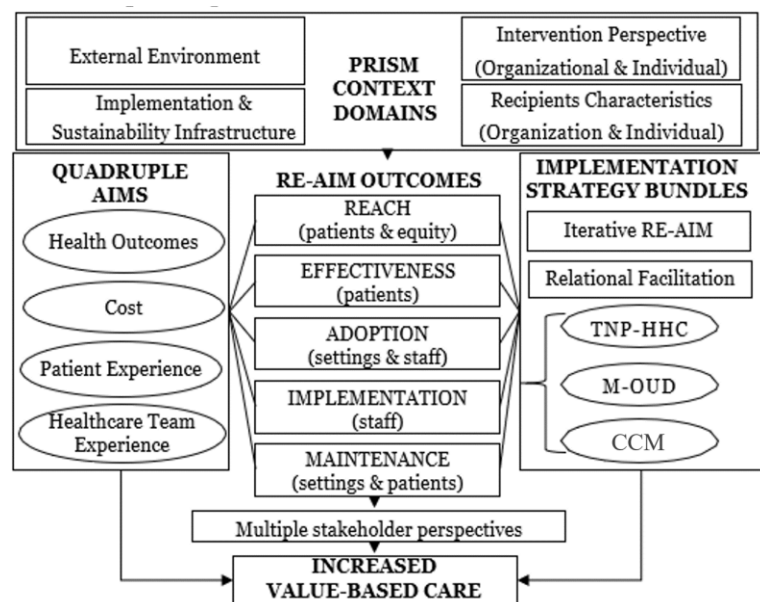 External Environment
Implementation &
Sustainability Infrastructure
PRISM
CONTEXT
DOMAINS
Intervention Perspective
(Organizational & Individual)
Recipients Characteristics
(Organization & Individual)
QUADRUPLE
AIMS
Health Outcomes
Cost
Patient Experience
Healthcare Team
Experience
RE-AIM OUTCOMES
REACH
(patients & equity)
EFFECTIVENESS
(patients)
ADOPTION
(settings & staff)
IMPLEMENTATION
(staff)
MAINTENANCE
(settings & patients)
IMPLEMENTATION
STRATEGY BUNDLES
Iterative RE-AIM
Relational Facilitation
TNP-HHC
M-OUD
CCM
Multiple stakeholder perspectives
INCREASED
VALUE-BASED CARE